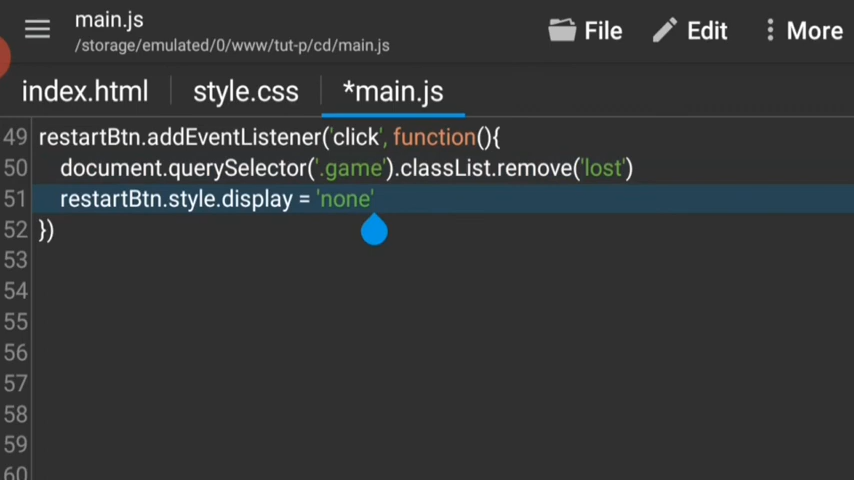 main.js
/storage/emulated/0/www/tut-p/cd/main.js
File
Edit
More
index.html
style.css
*main.js
49 restartBtn.addEventListener('click', function(){
50 document.querySelector('.game').classList.remove('lost')
51 restartBtn.style.display = 'none'
52 })
53
54
55
56
57
58
59
60